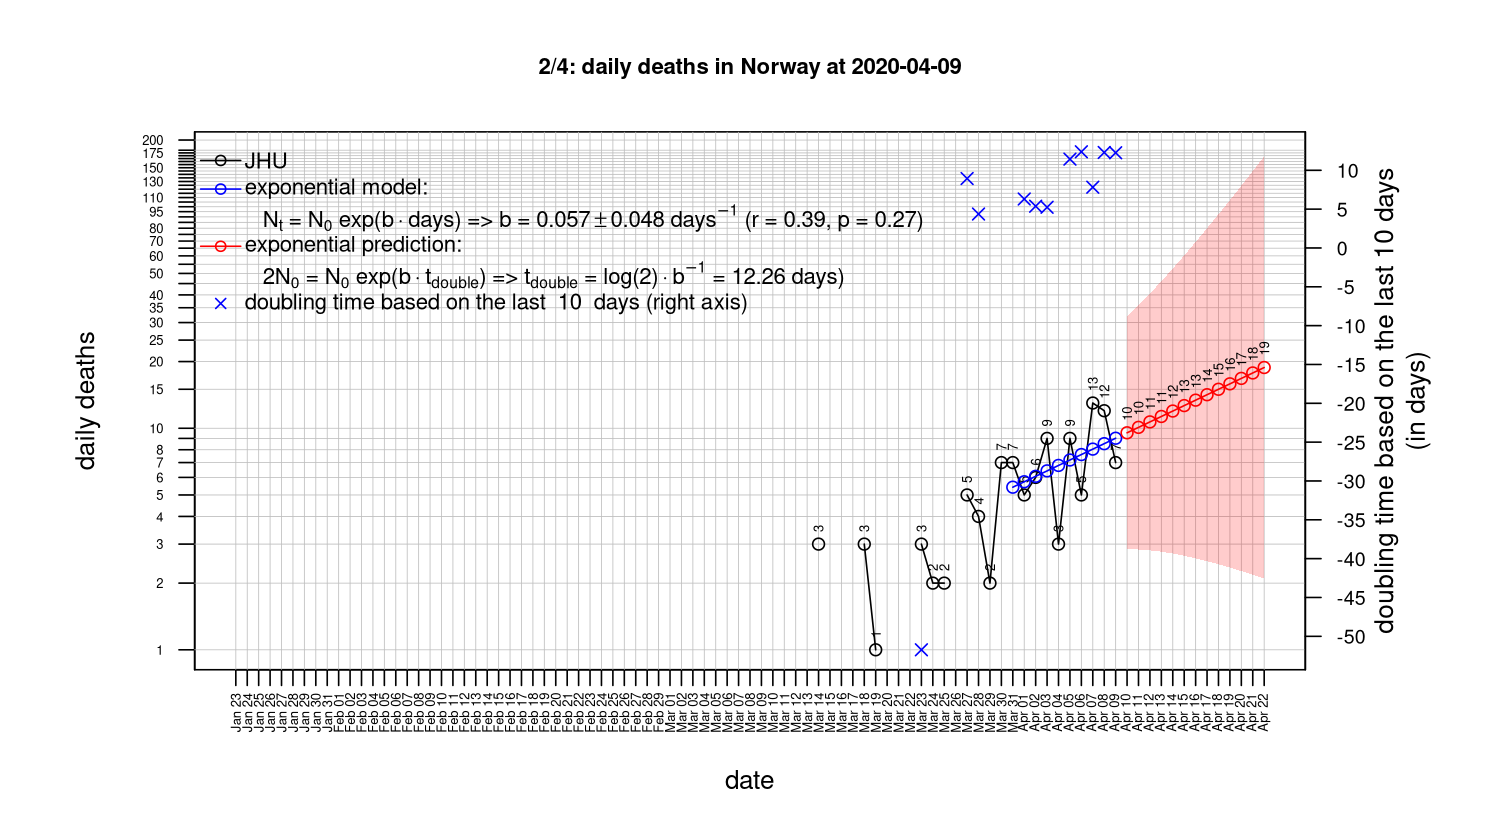 2/4: daily deaths in Norway at 2020-04-09
JHU
exponential model:
Nt = N0 exp(b · days) => b = 0.057 ± 0.048 days−1 (r = 0.39, p = 0.27)
exponential prediction:
2N0 = N0 exp(b · tdouble) => tdouble = log(2) · b−1 = 12.26 days)
doubling time based on the last 10 days (right axis)
daily deaths
200
175
150
130
110
95
80
70
60
50
40
35
30
25
20
15
10
8
7
6
5
4
3
2
1
3
3
1
3
2
2
5
4
2
7
7
5
6
9
3
9
5
13
12
7
10
10
11
11
12
13
13
14
15
16
17
18
19
10
5
0
-5
-10
-15
-20
-25
-30
-35
-40
-45
-50
doubling time based on the last 10 days
(in days)
Jan 23
Jan 24
Jan 25
Jan 26
Jan 27
Jan 28
Jan 29
Jan 30
Jan 31
Feb 01
Feb 02
Feb 03
Feb 04
Feb 05
Feb 06
Feb 07
Feb 08
Feb 09
Feb 10
Feb 11
Feb 12
Feb 13
Feb 14
Feb 15
Feb 16
Feb 17
Feb 18
Feb 19
Feb 20
Feb 21
Feb 22
Feb 23
Feb 24
Feb 25
Feb 26
Feb 27
Feb 28
Feb 29
Mar 01
Mar 02
Mar 03
Mar 04
Mar 05
Mar 06
Mar 07
Mar 08
Mar 09
Mar 10
Mar 11
Mar 12
Mar 13
Mar 14
Mar 15
Mar 16
Mar 17
Mar 18
Mar 19
Mar 20
Mar 21
Mar 22
Mar 23
Mar 24
Mar 25
Mar 26
Mar 27
Mar 28
Mar 29
Mar 30
Mar 31
Apr 01
Apr 02
Apr 03
Apr 04
Apr 05
Apr 06
Apr 07
Apr 08
Apr 09
Apr 10
Apr 11
Apr 12
Apr 13
Apr 14
Apr 15
Apr 16
Apr 17
Apr 18
Apr 19
Apr 20
Apr 21
Apr 22
date